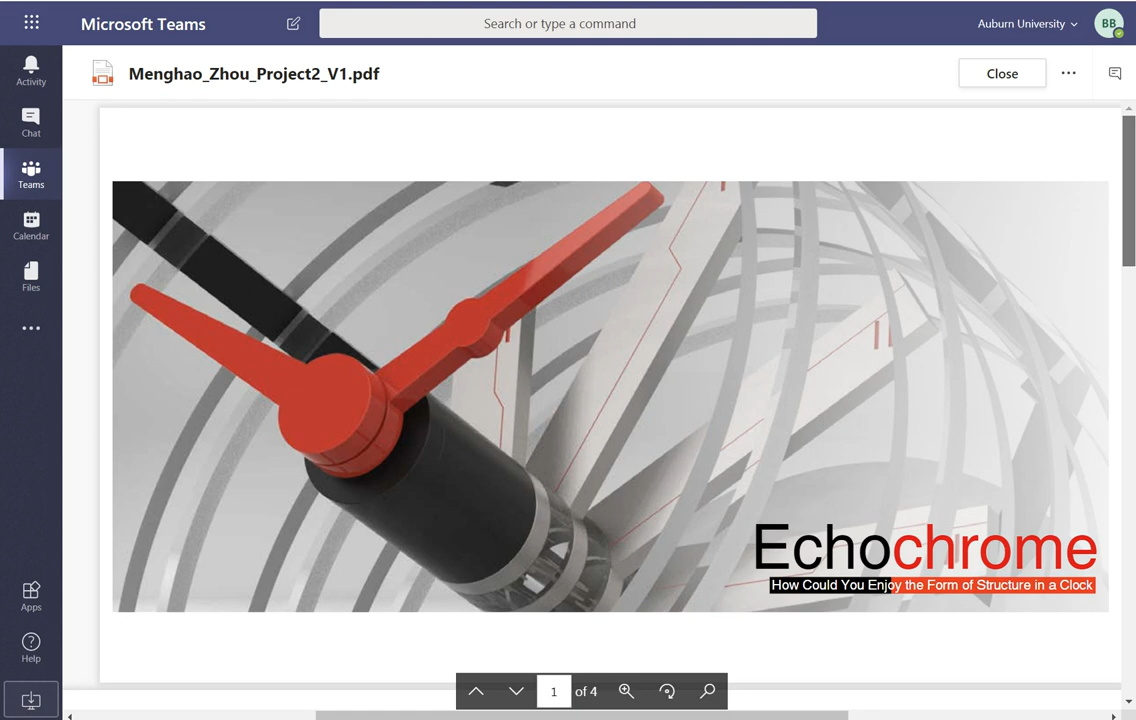 Microsoft Teams
Search or type a command
Auburn University
BB
Activity
Menghao_Zhou_Project2_V1.pdf
Close
Chat
Teams
Calendar
Files
Echochrome
How Could You Enjoy the Form of Structure in a Clock
Apps
Help
1 of 4